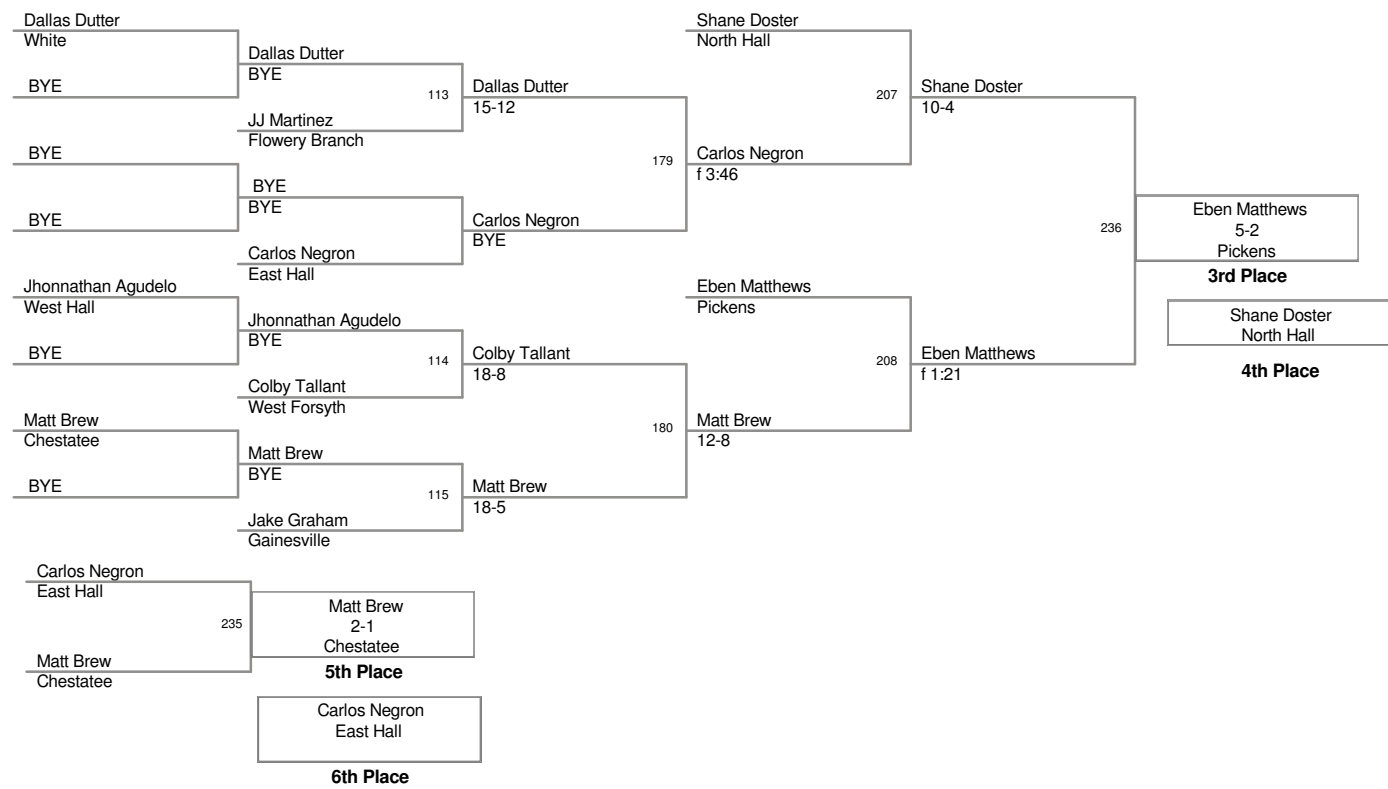 Dallas Dutter
White
BYE
BYE
BYE
Jhonnathan Agudelo
West Hall
BYE
Matt Brew
Chestatee
BYE
Dallas Dutter
BYE
113
JJ Martinez
Flowery Branch
BYE
BYE
Carlos Negron
East Hall
Jhonnathan Agudelo
BYE
114
Colby Tallant
West Forsyth
Matt Brew
BYE
115
Jake Graham
Gainesville
Dallas Dutter
15-12
179
Carlos Negron
BYE
Colby Tallant
18-8
180
Matt Brew
18-5
Shane Doster
North Hall
207
Carlos Negron
f 3:46
Eben Matthews
Pickens
208
Matt Brew
12-8
Shane Doster
10-4
236
Eben Matthews
f 1:21
Eben Matthews
5-2
Pickens
3rd Place
Shane Doster
North Hall
4th Place
Carlos Negron
East Hall
235
Matt Brew
Chestatee
Matt Brew
2-1
Chestatee
5th Place
Carlos Negron
East Hall
6th Place